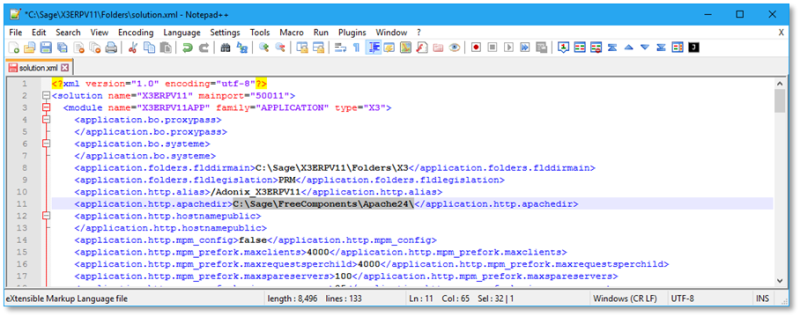 *C:\Sage\X3ERPV11\Folders\solution.xml - Notepad++
File Edit Search View Encoding Language Settings Tools Macro Run Plugins Window ? X
solution.xml
1 <?xml version="1.0" encoding="utf-8"?>
2 <solution name="X3ERPV11" mainport="50011">
3 <module name="X3ERPV11APP" family="APPLICATION" type="X3">
4 <application.bo.proxypass>
5 </application.bo.proxypass>
6 <application.bo.systeme>
7 </application.bo.systeme>
8 <application.folders.flddirmain>C:\Sage\X3ERPV11\Folders\X3</application.folders.flddirmain>
9 <application.folders.fldlegislation>PRM</application.folders.fldlegislation>
10 <application.http.alias>/Adonix_X3ERPV11</application.http.alias>
11 <application.http.apachedir>C:\Sage\FreeComponents\Apache24\</application.http.apachedir>
12 <application.http.hostnamepublic>
13 </application.http.hostnamepublic>
14 <application.http.mpm_config>false</application.http.mpm_config>
15 <application.http.mpm_prefork.maxclients>4000</application.http.mpm_prefork.maxclients>
16 <application.http.mpm_prefork.maxrequestsperchild>4000</application.http.mpm_prefork.maxrequestsperchild>
17 <application.http.mpm_prefork.maxspareservers>100</application.http.mpm_prefork.maxspareservers>
eXtensible Markup Language file length : 8,496 lines : 133 Ln : 11 Col : 65 Sel : 32 | 1 Windows (CR LF) UTF-8 INS